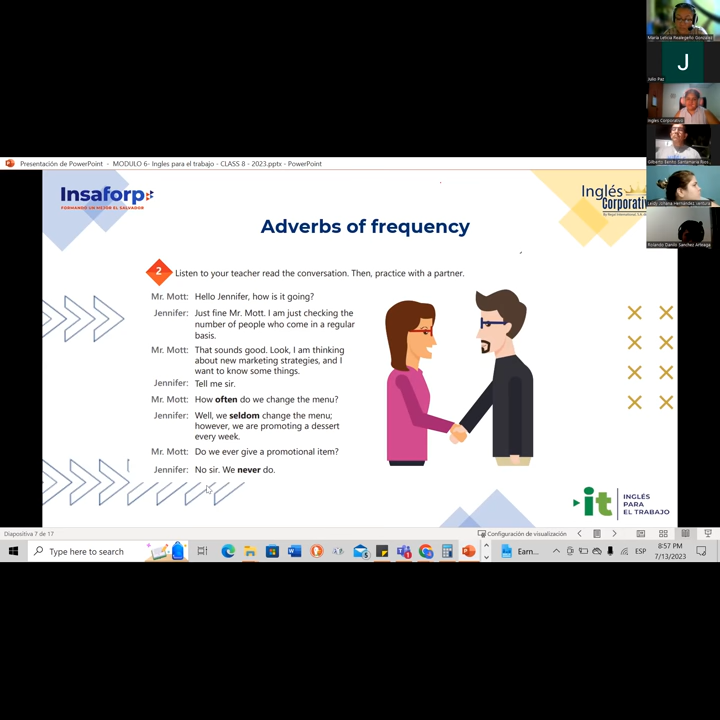 Maria Leticia Realegeño Gonzalez
J
Julio Paz
Ingles Corporativo
Presentación de PowerPoint - MODULO 6- Ingles para el trabajo - CLASS 8 - 2023.pptx - PowerPoint
Insaforp
FORMANDO UN MEJOR EL SALVADOR
Inglés
Corporativ
Adverbs of frequency
2 Listen to your teacher read the conversation. Then, practice with a partner.
Mr. Mott: Hello Jennifer, how is it going?
Jennifer: Just fine Mr. Mott. I am just checking the
number of people who come in a regular
basis.
Mr. Mott: That sounds good. Look, I am thinking
about new marketing strategies, and I
want to know some things.
Jennifer: Tell me sir.
Mr. Mott: How often do we change the menu?
Jennifer: Well, we seldom change the menu;
however, we are promoting a dessert
every week.
Mr. Mott: Do we ever give a promotional item?
Jennifer: No sir. We never do.
it INGLÉS
PARA
EL TRABAJO
Diapositiva 7 de 17
Configuración de visualización
Type here to search
Earn...
ESP
8:57 PM
7/13/2023